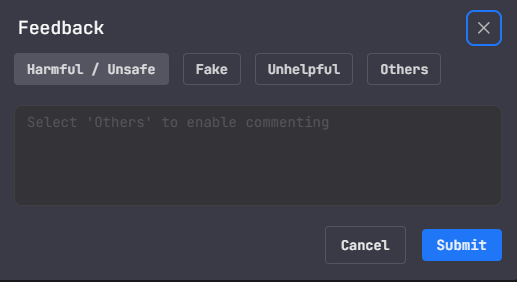 Feedback
Harmful / Unsafe Fake Unhelpful Others
Select 'Others' to enable commenting
Cancel Submit